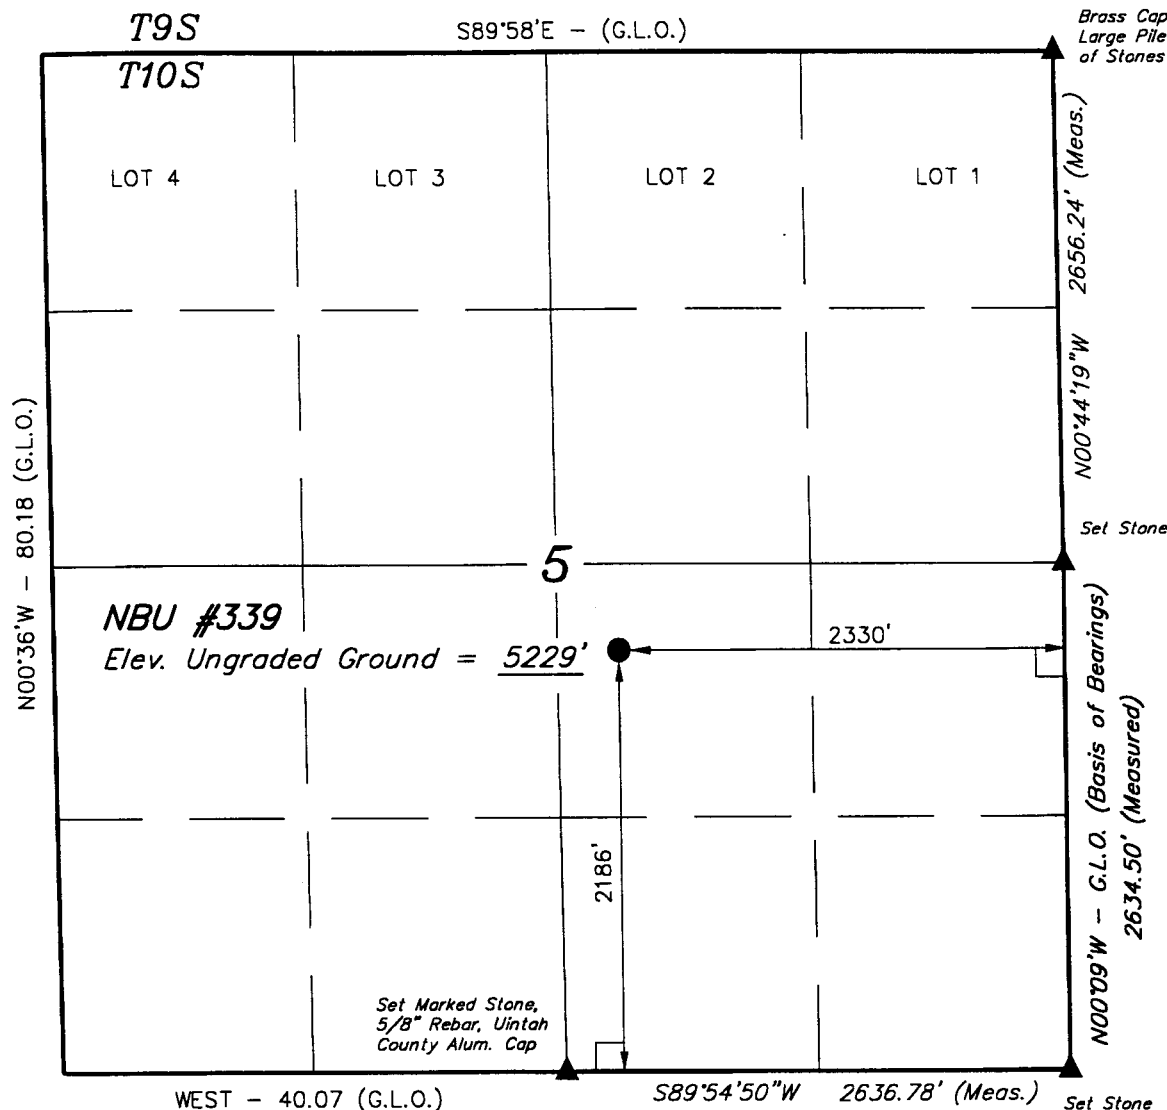 T9S
S89°58'E - (G.L.O.)
Brass Cap
Large Pile
of Stones
T10S
LOT 4
LOT 3
LOT 2
LOT 1
2656.24' (Meas.)
N00°44'19"W
N00°36'W - 80.18 (G.L.O.)
Set Stone
5
NBU #339
Elev. Ungraded Ground = 5229'
2330'
2186'
N00°09'W - G.L.O. (Basis of Bearings)
2634.50' (Measured)
Set Marked Stone,
5/8" Rebar, Uintah
County Alum. Cap
WEST - 40.07 (G.L.O.)
S89°54'50"W 2636.78' (Meas.)
Set Stone